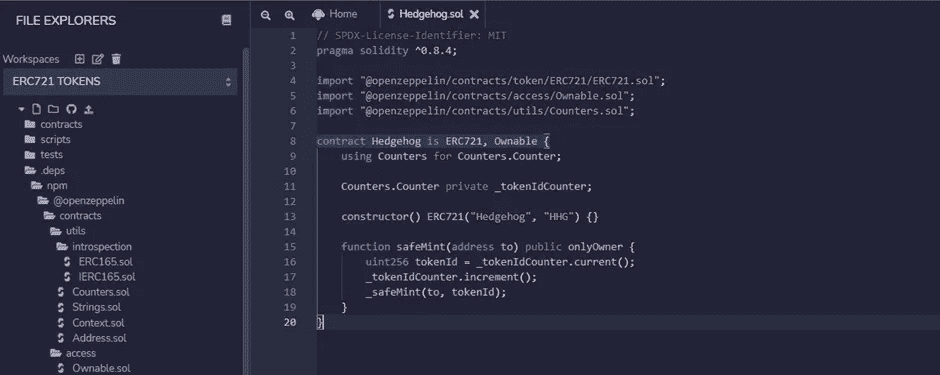 FILE EXPLORERS
Workspaces
ERC721 TOKENS
contracts
scripts
tests
.deps
npm
@openzeppelin
contracts
utils
introspection
ERC165.sol
IERC165.sol
Counters.sol
Strings.sol
Context.sol
Address.sol
access
Ownable.sol
Home
Hedgehog.sol
1 // SPDX-License-Identifier: MIT
2 pragma solidity ^0.8.4;
3
4 import "@openzeppelin/contracts/token/ERC721/ERC721.sol";
5 import "@openzeppelin/contracts/access/Ownable.sol";
6 import "@openzeppelin/contracts/utils/Counters.sol";
7
8 contract Hedgehog is ERC721, Ownable {
9 using Counters for Counters.Counter;
10
11 Counters.Counter private _tokenIdCounter;
12
13 constructor() ERC721("Hedgehog", "HHG") {}
14
15 function safeMint(address to) public onlyOwner {
16 uint256 tokenId = _tokenIdCounter.current();
17 _tokenIdCounter.increment();
18 _safeMint(to, tokenId);
19 }
20 }